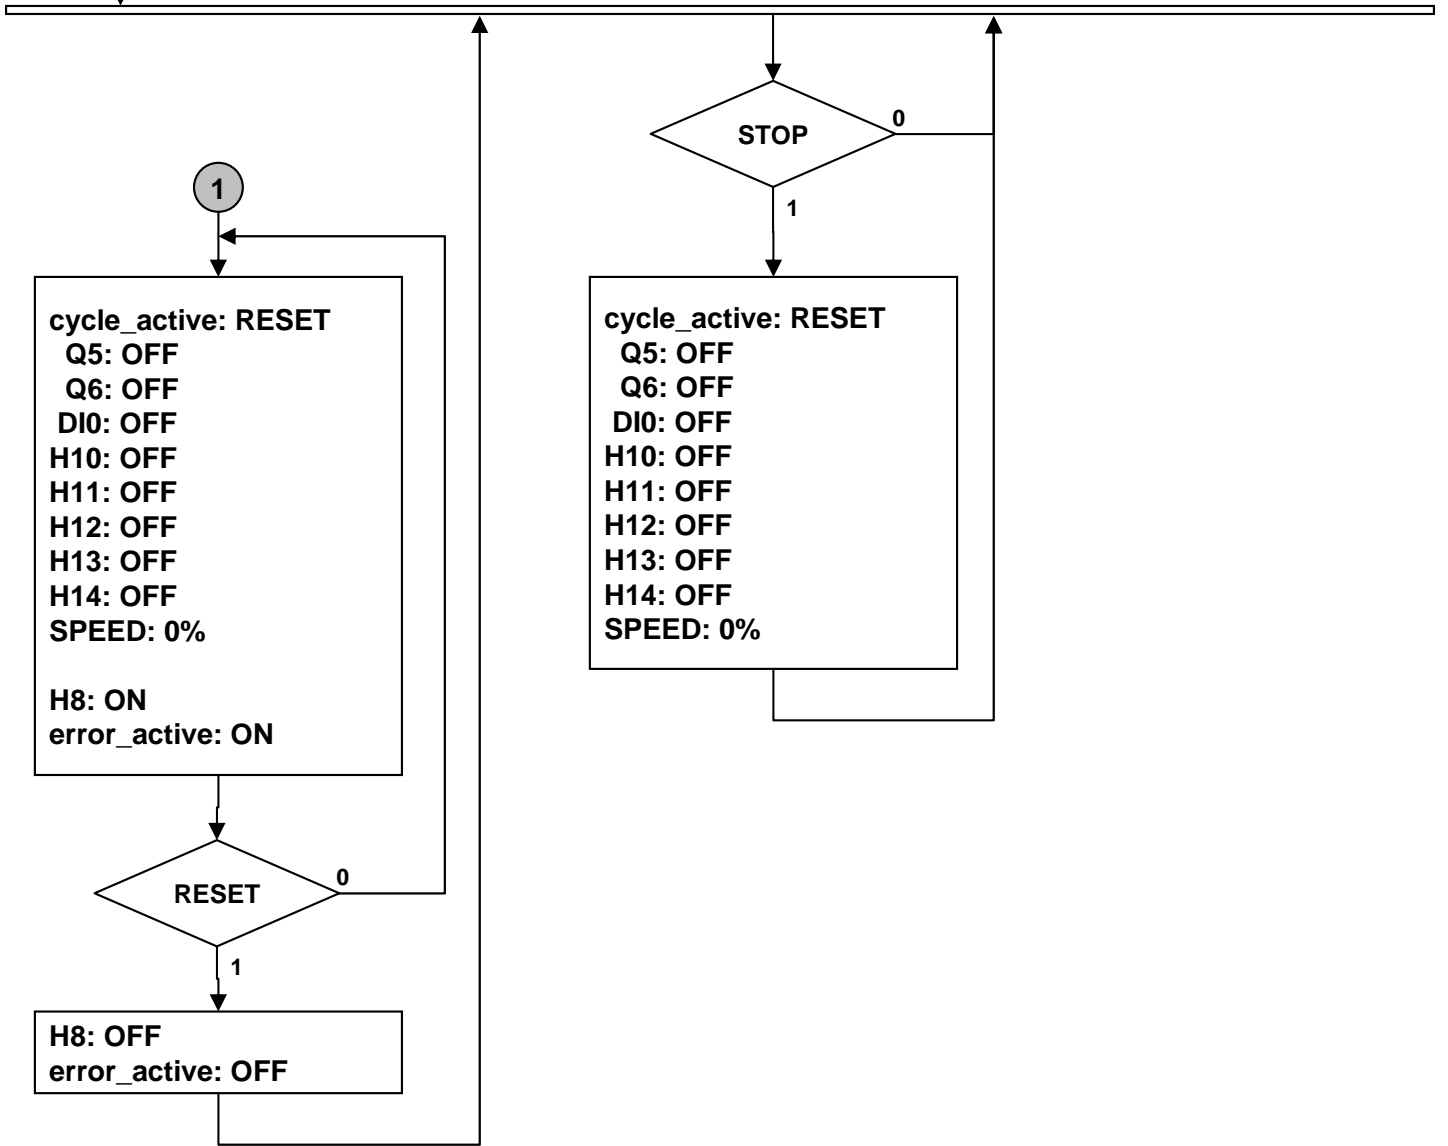 STOP
0
1
1
cycle_active: RESET
Q5: OFF
Q6: OFF
DI0: OFF
H10: OFF
H11: OFF
H12: OFF
H13: OFF
H14: OFF
SPEED: 0%
H8: ON
error_active: ON
cycle_active: RESET
Q5: OFF
Q6: OFF
DI0: OFF
H10: OFF
H11: OFF
H12: OFF
H13: OFF
H14: OFF
SPEED: 0%
RESET
0
1
H8: OFF
error_active: OFF